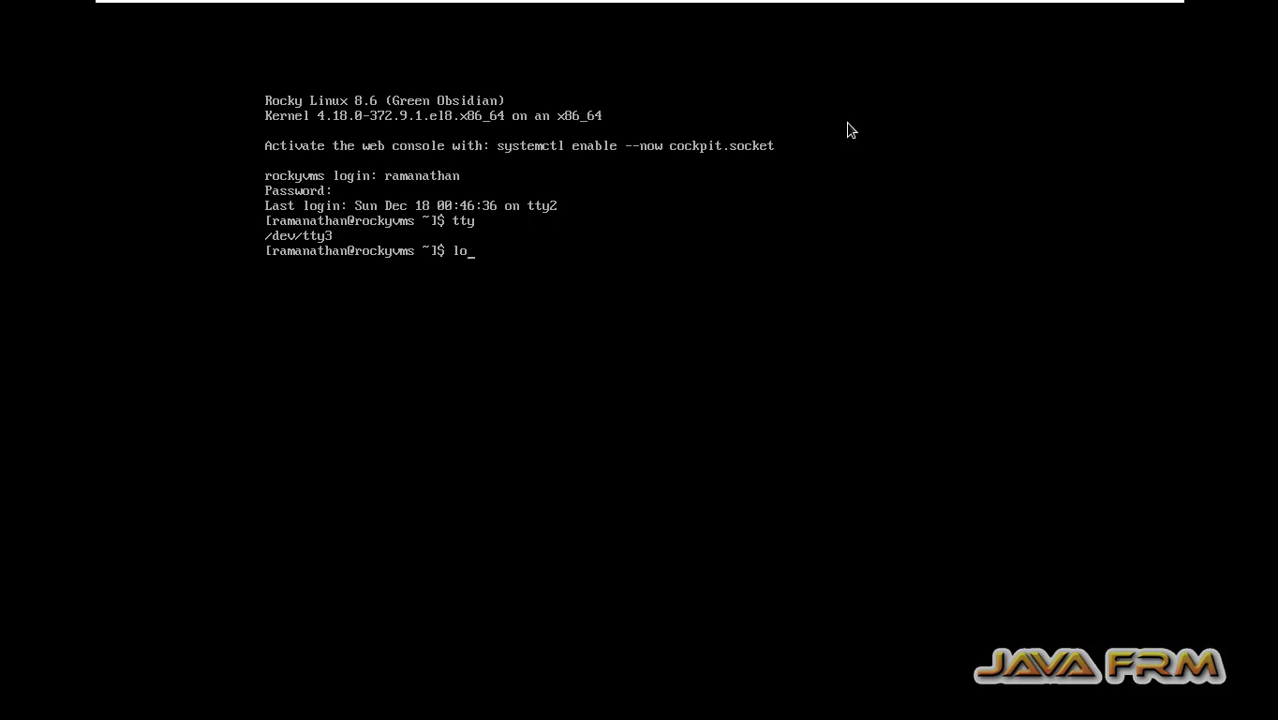 Rocky Linux 8.6 (Green Obsidian)
Kernel 4.18.0-372.9.1.el8.x86_64 on an x86_64
Activate the web console with: systemctl enable --now cockpit.socket
rockyvms login: ramanathan
Password:
Last login: Sun Dec 18 00:46:36 on tty2
[ramanathan@rockyvms ~]$ tty
/dev/tty3
[ramanathan@rockyvms ~]$ lo_
JAVA FRM